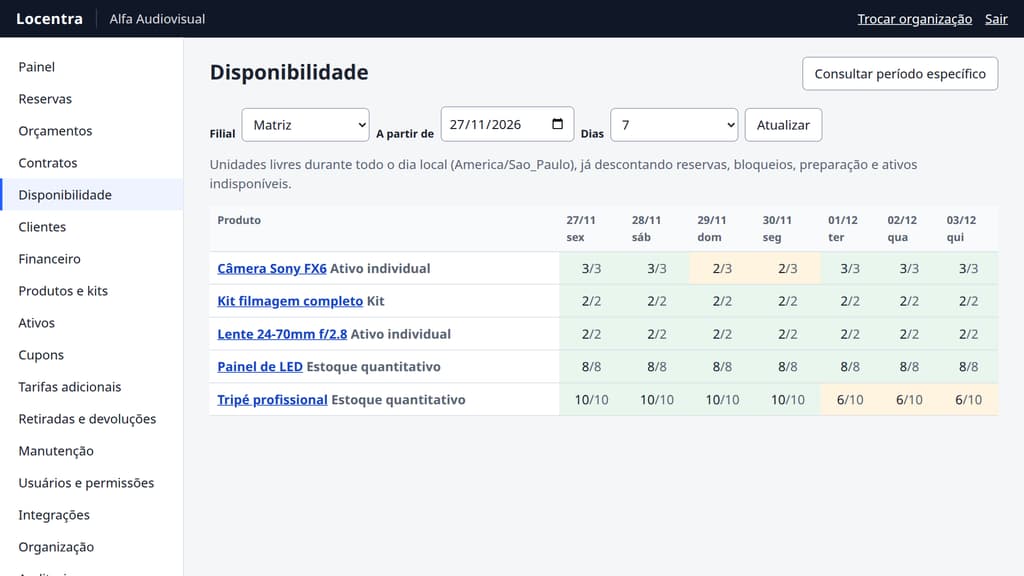 Locentra
Alfa Audiovisual
Trocar organização
Sair
Painel
Reservas
Orçamentos
Contratos
Disponibilidade
Clientes
Financeiro
Produtos e kits
Ativos
Cupons
Tarifas adicionais
Retiradas e devoluções
Manutenção
Usuários e permissões
Integrações
Organização
Disponibilidade
Consultar período específico
Filial Matriz A partir de 27/11/2026 Dias 7 Atualizar
Unidades livres durante todo o dia local (America/Sao_Paulo), já descontando reservas, bloqueios, preparação e ativos
indisponíveis.
Produto 27/11 28/11 29/11 30/11 01/12 02/12 03/12
sex sáb dom seg ter qua qui
Câmera Sony FX6 Ativo individual 3/3 3/3 2/3 2/3 3/3 3/3 3/3
Kit filmagem completo Kit 2/2 2/2 2/2 2/2 2/2 2/2 2/2
Lente 24-70mm f/2.8 Ativo individual 2/2 2/2 2/2 2/2 2/2 2/2 2/2
Painel de LED Estoque quantitativo 8/8 8/8 8/8 8/8 8/8 8/8 8/8
Tripé profissional Estoque quantitativo 10/10 10/10 10/10 10/10 6/10 6/10 6/10